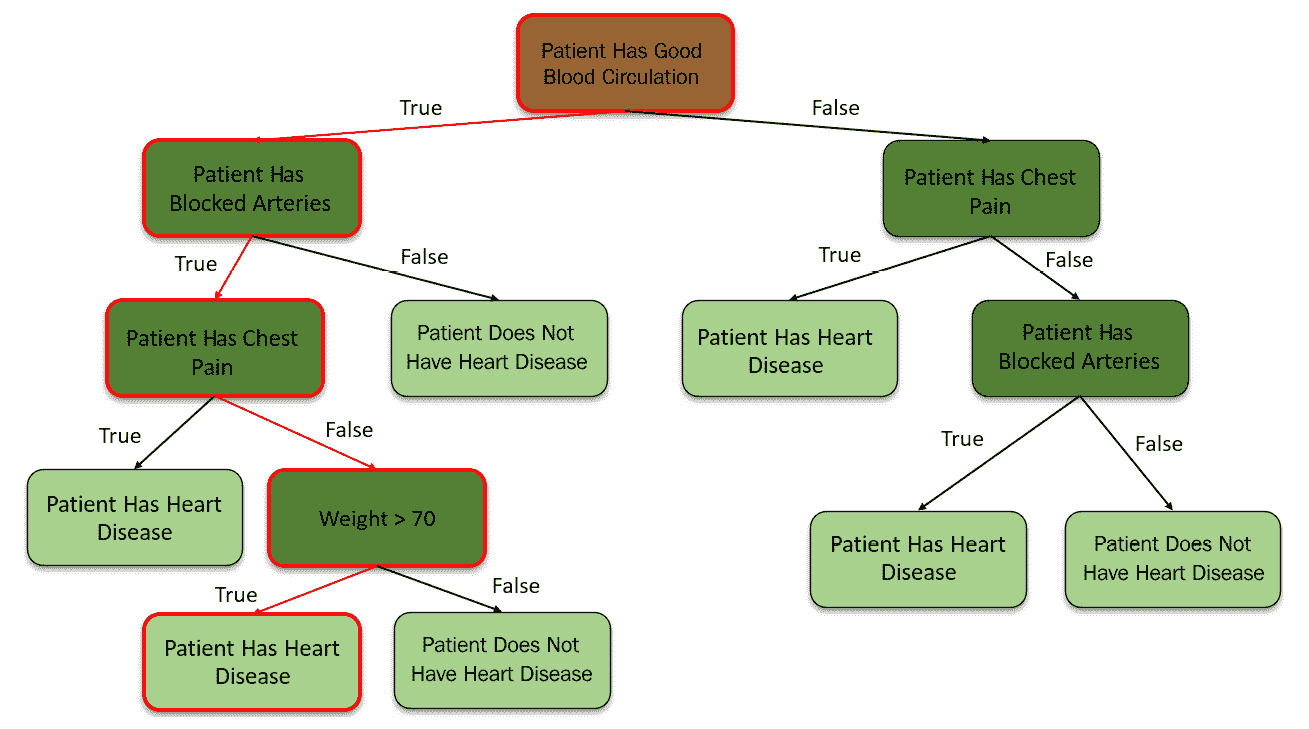 Patient Has Good
Blood Circulation
True
False
Patient Has
Blocked Arteries
Patient Has Chest
Pain
True
False
True
False
Patient Has Chest
Pain
Patient Does Not
Have Heart Disease
Patient Has Heart
Disease
Patient Has
Blocked Arteries
True
False
True
False
Patient Has Heart
Disease
Weight > 70
Patient Has Heart
Disease
Patient Does Not
Have Heart Disease
True
False
Patient Has Heart
Disease
Patient Does Not
Have Heart Disease